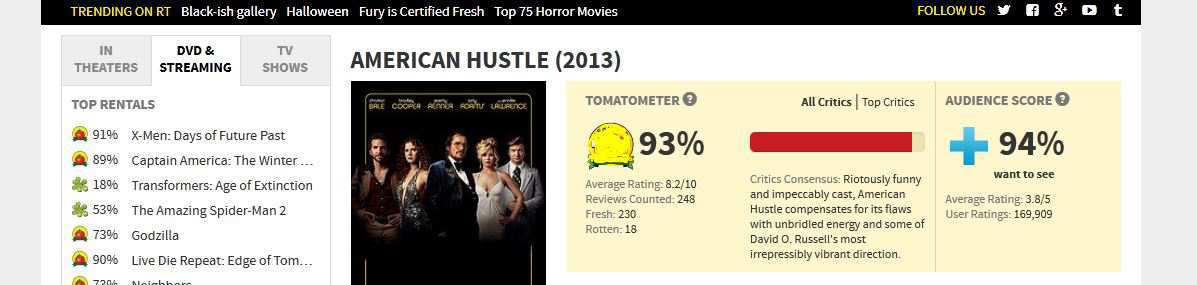 TRENDING ON RT Black-ish gallery Halloween Fury is Certified Fresh Top 75 Horror Movies FOLLOW US
IN THEATERS
DVD & STREAMING
TV SHOWS
TOP RENTALS
91% X-Men: Days of Future Past
89% Captain America: The Winter …
18% Transformers: Age of Extinction
53% The Amazing Spider-Man 2
73% Godzilla
90% Live Die Repeat: Edge of Tom…
73% Neighbors
AMERICAN HUSTLE (2013)
BALE COOPER RENNER ADAMS LAWRENCE
TOMATOMETER ?
93%
Average Rating: 8.2/10
Reviews Counted: 248
Fresh: 230
Rotten: 18
All Critics | Top Critics
Critics Consensus: Riotously funny
and impeccably cast, American
Hustle compensates for its flaws
with unbridled energy and some of
David O. Russell's most
irrepressibly vibrant direction.
AUDIENCE SCORE ?
94%
want to see
Average Rating: 3.8/5
User Ratings: 169,909